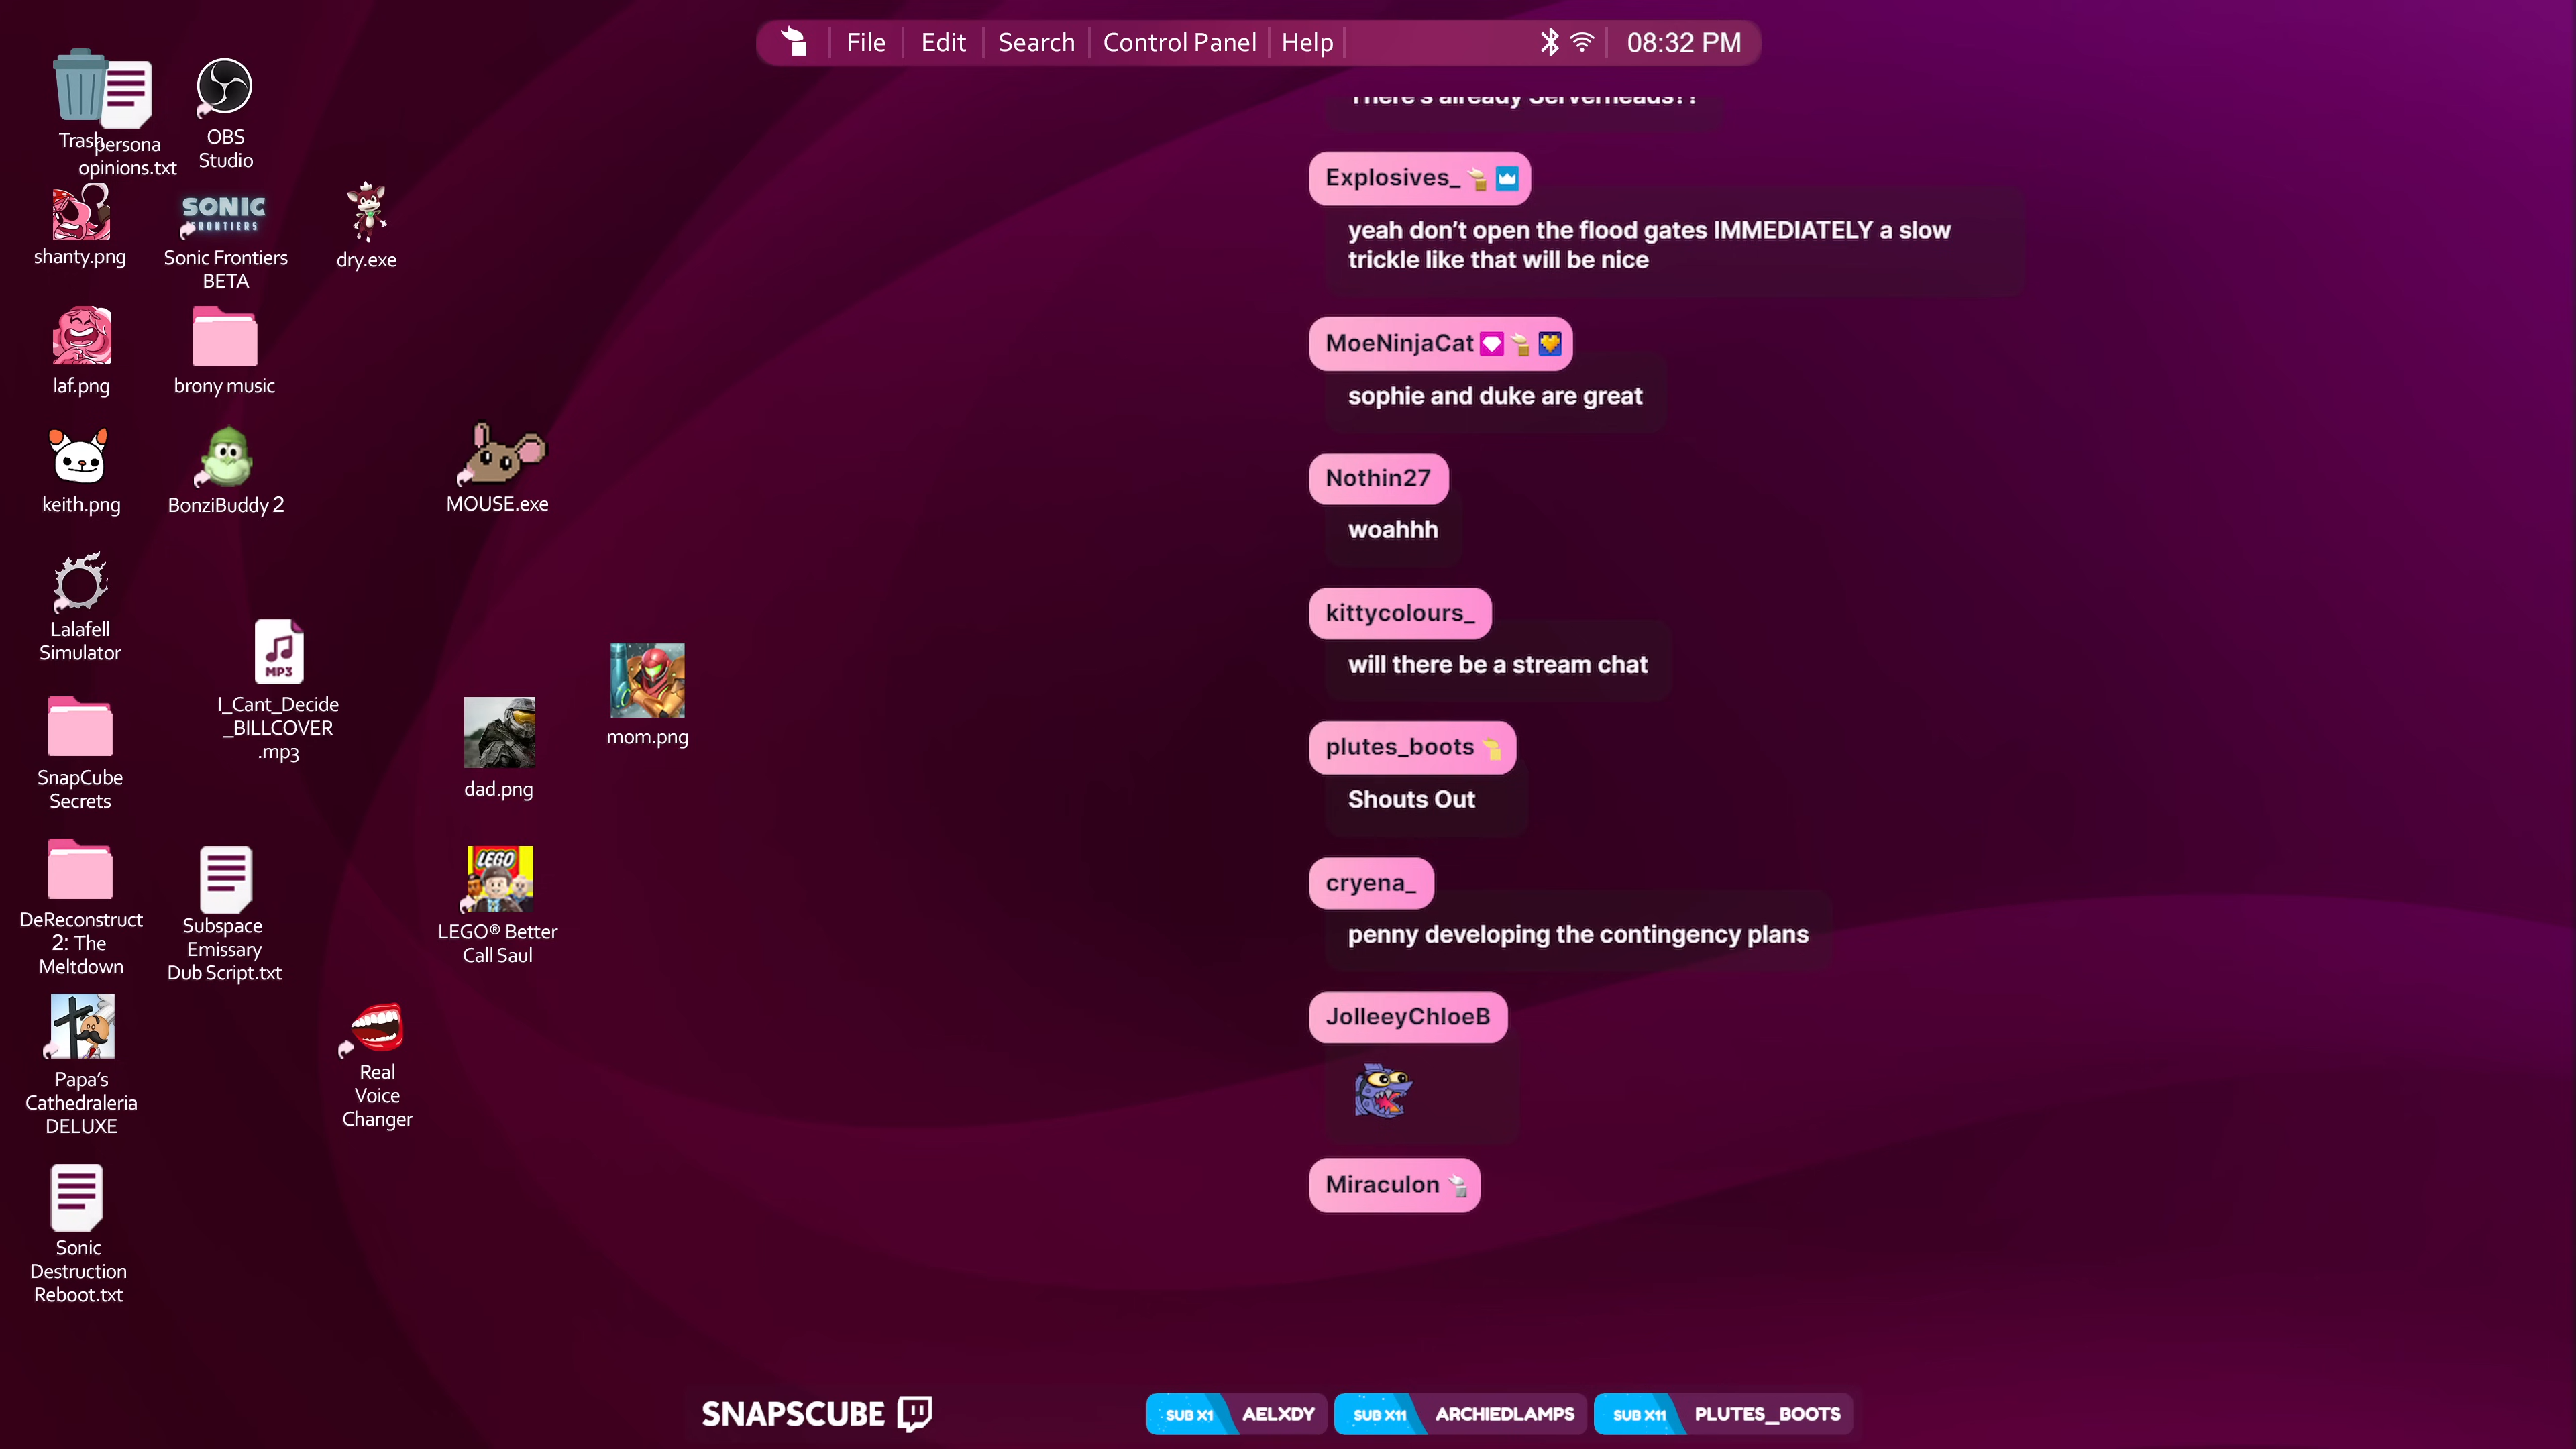 File
Edit
Search
Control Panel
Help
08:32 PM
Trash
persona
opinions.txt
OBS
Studio
shanty.png
SONIC
FRONTIERS
Sonic Frontiers
BETA
dry.exe
laf.png
brony music
keith.png
BonziBuddy 2
MOUSE.exe
Lalafell
Simulator
MP3
I_Cant_Decide
_BILLCOVER
.mp3
mom.png
dad.png
SnapCube
Secrets
DeReconstruct
2: The
Meltdown
Subspace
Emissary
Dub Script.txt
LEGO
LEGO® Better
Call Saul
Papa's
Cathedraleria
DELUXE
Real
Voice
Changer
Sonic
Destruction
Reboot.txt
There's already Serverheads??
Explosives_
yeah don't open the flood gates IMMEDIATELY a slow
trickle like that will be nice
MoeNinjaCat
sophie and duke are great
Nothin27
woahhh
kittycolours_
will there be a stream chat
plutes_boots
Shouts Out
cryena_
penny developing the contingency plans
JolleeyChloeB
Miraculon
SNAPSCUBE
SUB X1 AELXDY
SUB X11 ARCHIEDLAMPS
SUB X11 PLUTES_BOOTS